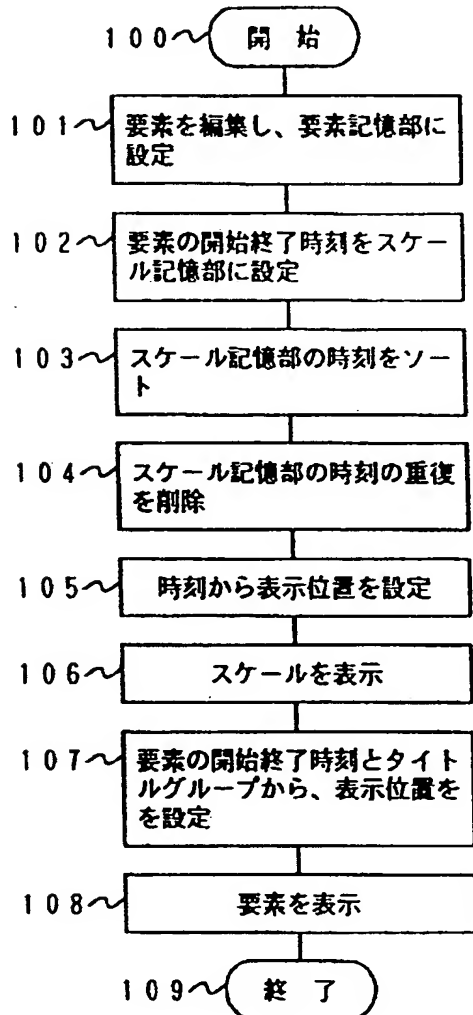 100 開始
101 要素を編集し、要素記憶部に
設定
102 要素の開始終了時刻をスケー
ル記憶部に設定
103 スケール記憶部の時刻をソー
ト
104 スケール記憶部の時刻の重復
を削除
105 時刻から表示位置を設定
106 スケールを表示
107 要素の開始終了時刻とタイト
ルグループから、表示位置を
を設定
108 要素を表示
109 終了